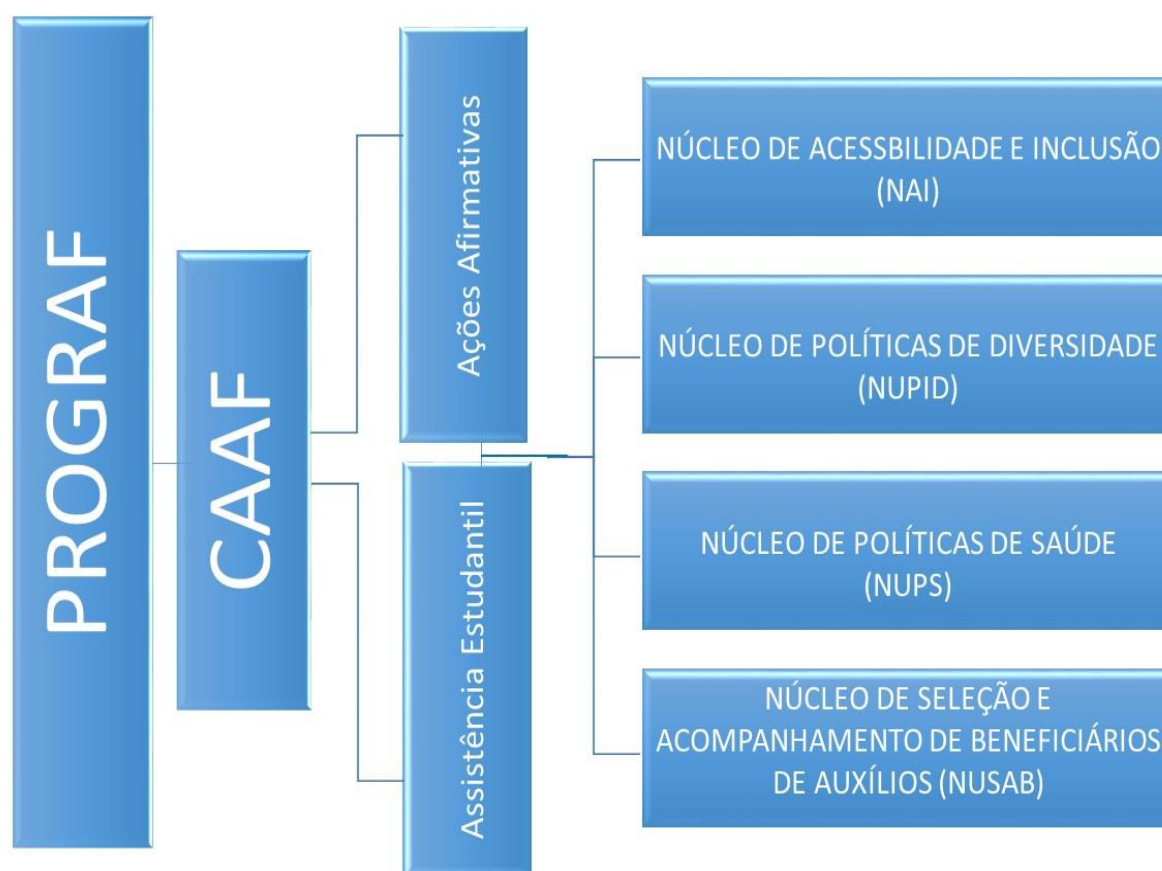 PROGRAF
CAAF
Ações Afirmativas
Assistência Estudantil
NÚCLEO DE ACESSBILIDADE E INCLUSÃO
(NAI)
NÚCLEO DE POLÍTICAS DE DIVERSIDADE
(NUPID)
NÚCLEO DE POLÍTICAS DE SAÚDE
(NUPS)
NÚCLEO DE SELEÇÃO E
ACOMPANHAMENTO DE BENEFICIÁRIOS
DE AUXÍLIOS (NUSAB)